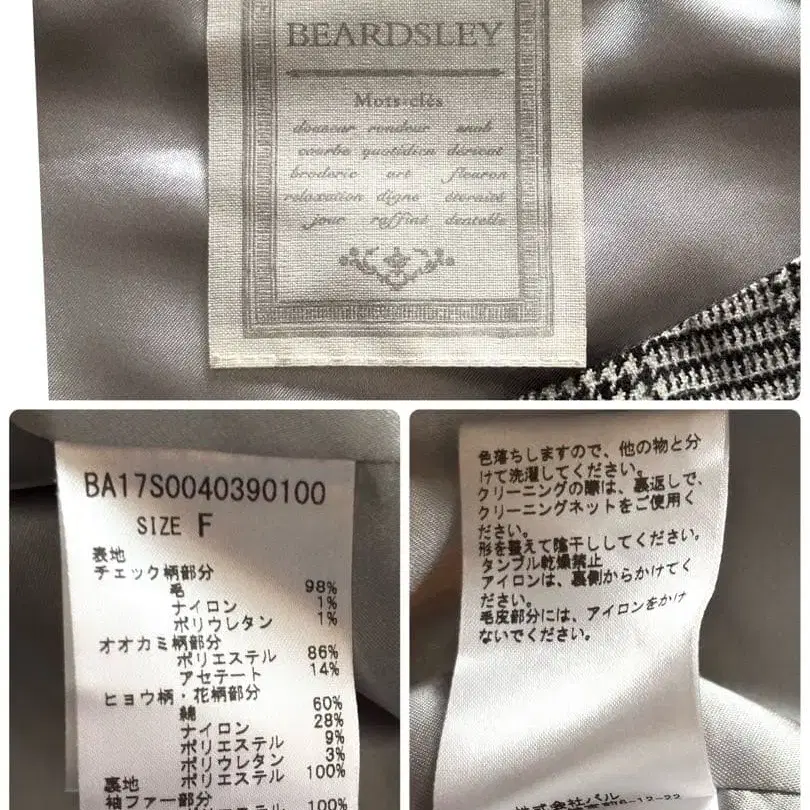 BEARDSLEY
Mots-clés
douceur rondeur snob
courbe quotidien dericat
broderie art fleuron
relaxation digne éternité
jour raffiné dentelle
BA17S0040390100
SIZE F
表地
チェック柄部分
毛 98%
ナイロン 1%
ポリウレタン 1%
オオカミ柄部分
ポリエステル 86%
アセテート 14%
ヒョウ柄・花柄部分
綿 60%
ナイロン 28%
ポリエステル 9%
ポリウレタン 3%
裏地 ポリエステル 100%
袖ファー部分
100%
色落ちしますので、他の物と分
けて洗濯してください。
クリーニングの際は、裏返しで、
クリーニングネットをご使用く
ださい。
形を整えて陰干ししてください。
タンブル乾燥禁止
アイロンは、裏側からかけてく
ださい。
毛皮部分には、アイロンをかけ
ないでください。
株式会社パル